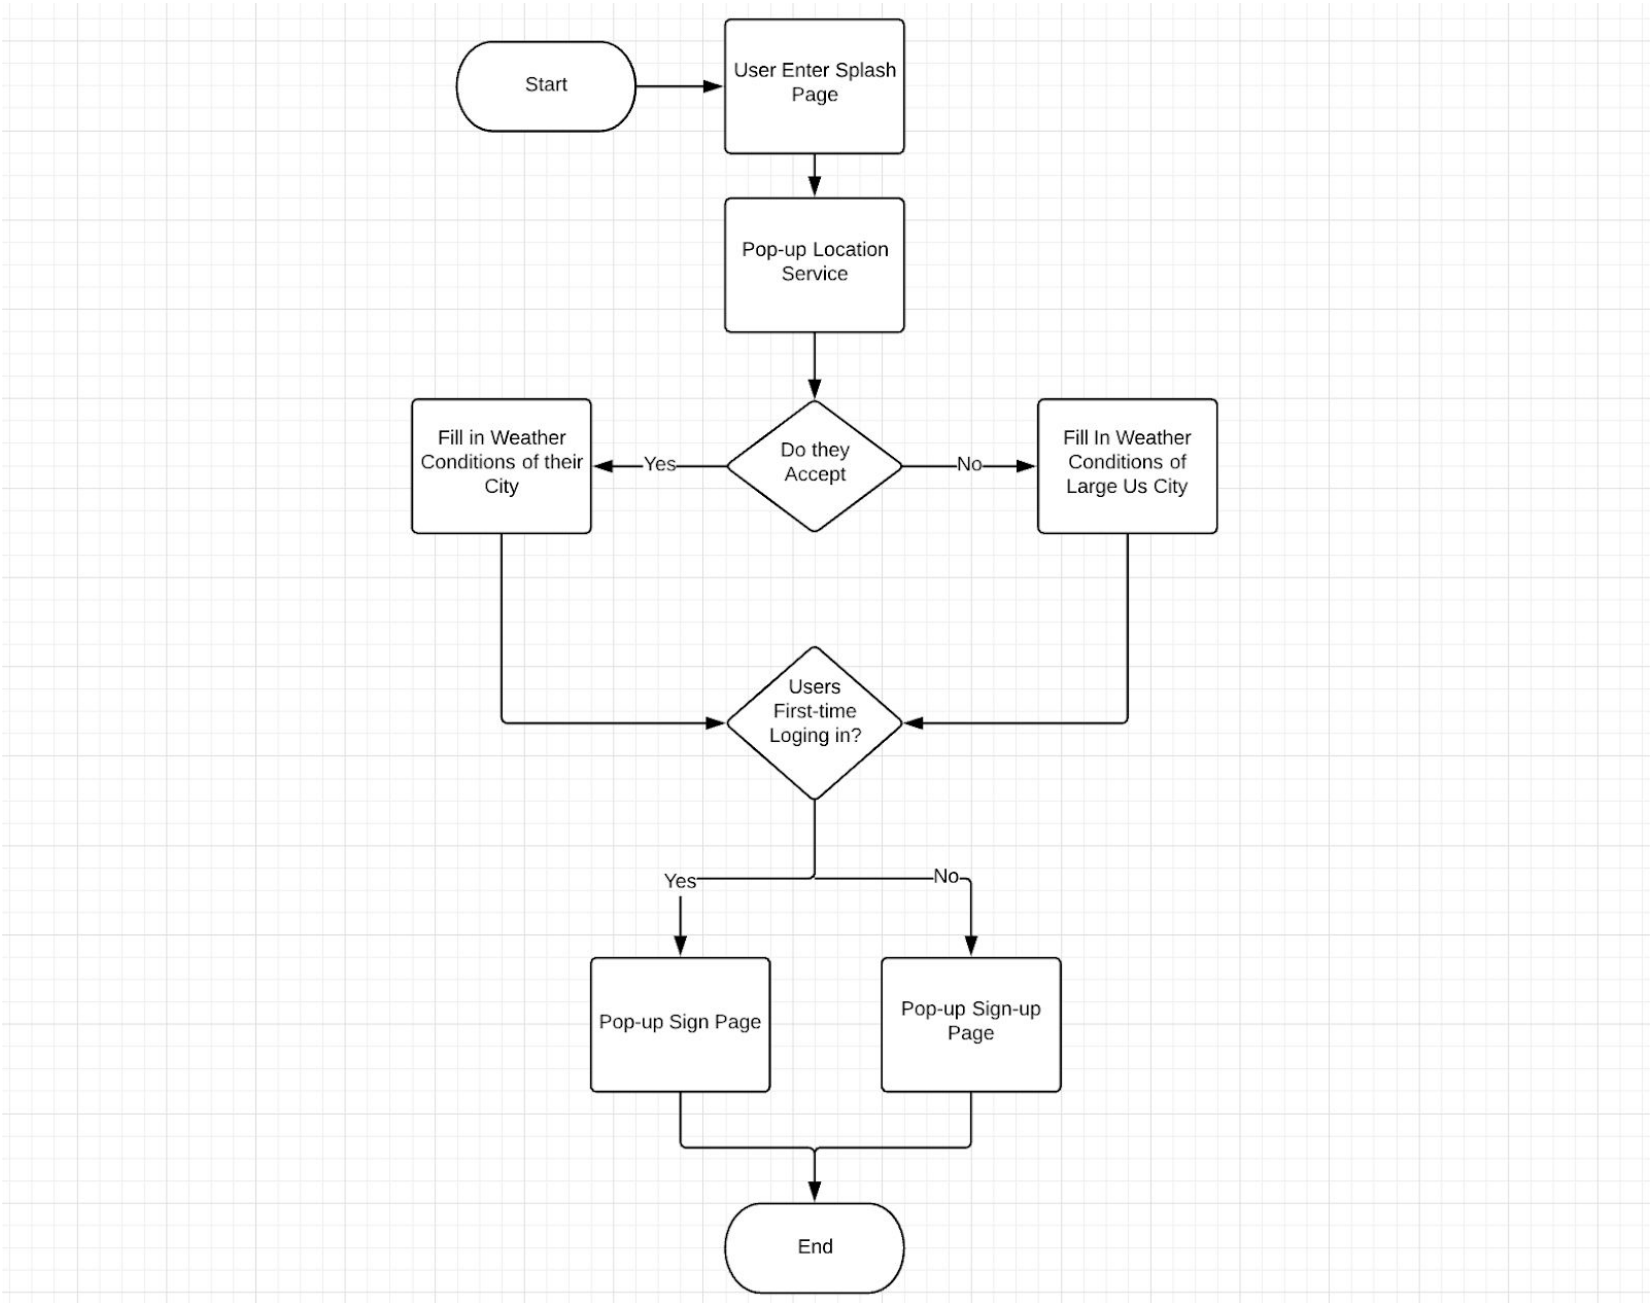 Start
User Enter Splash
Page
Pop-up Location
Service
Fill in Weather
Conditions of their
City
Yes
Do they
Accept
No
Fill In Weather
Conditions of
Large Us City
Users
First-time
Loging in?
Yes
No
Pop-up Sign Page
Pop-up Sign-up
Page
End